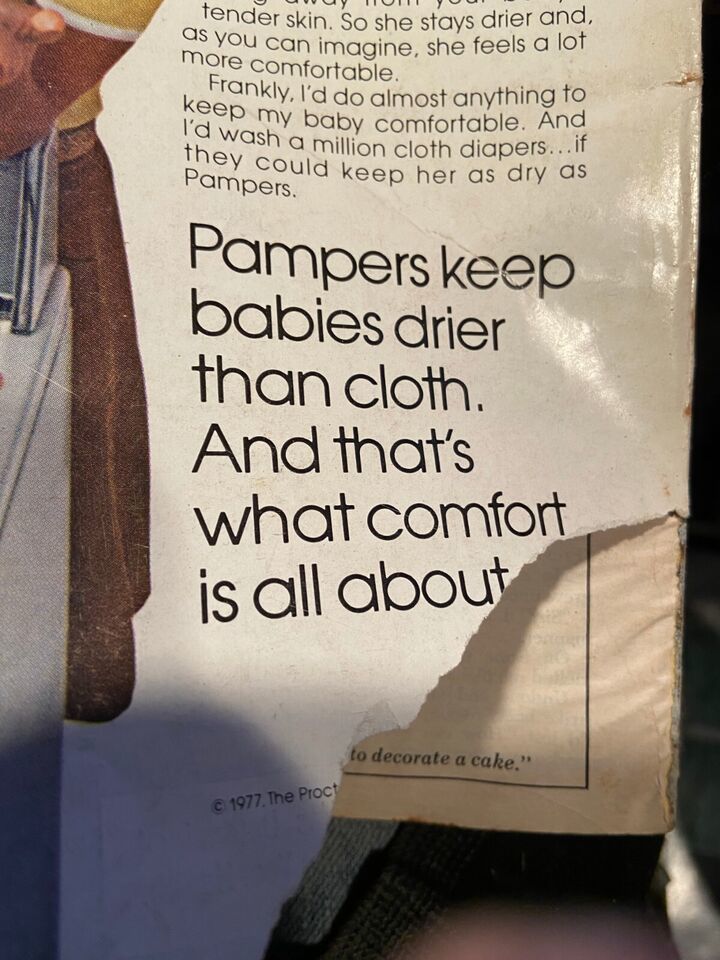 away from your
tender skin. So she stays drier and,
as you can imagine, she feels a lot
more comfortable.
Frankly, I'd do almost anything to
keep my baby comfortable. And
I'd wash a million cloth diapers...if
they could keep her as dry as
Pampers.
Pampers keep
babies drier
than cloth.
And that's
what comfort
is all about
to decorate a cake.”
© 1977. The Proct